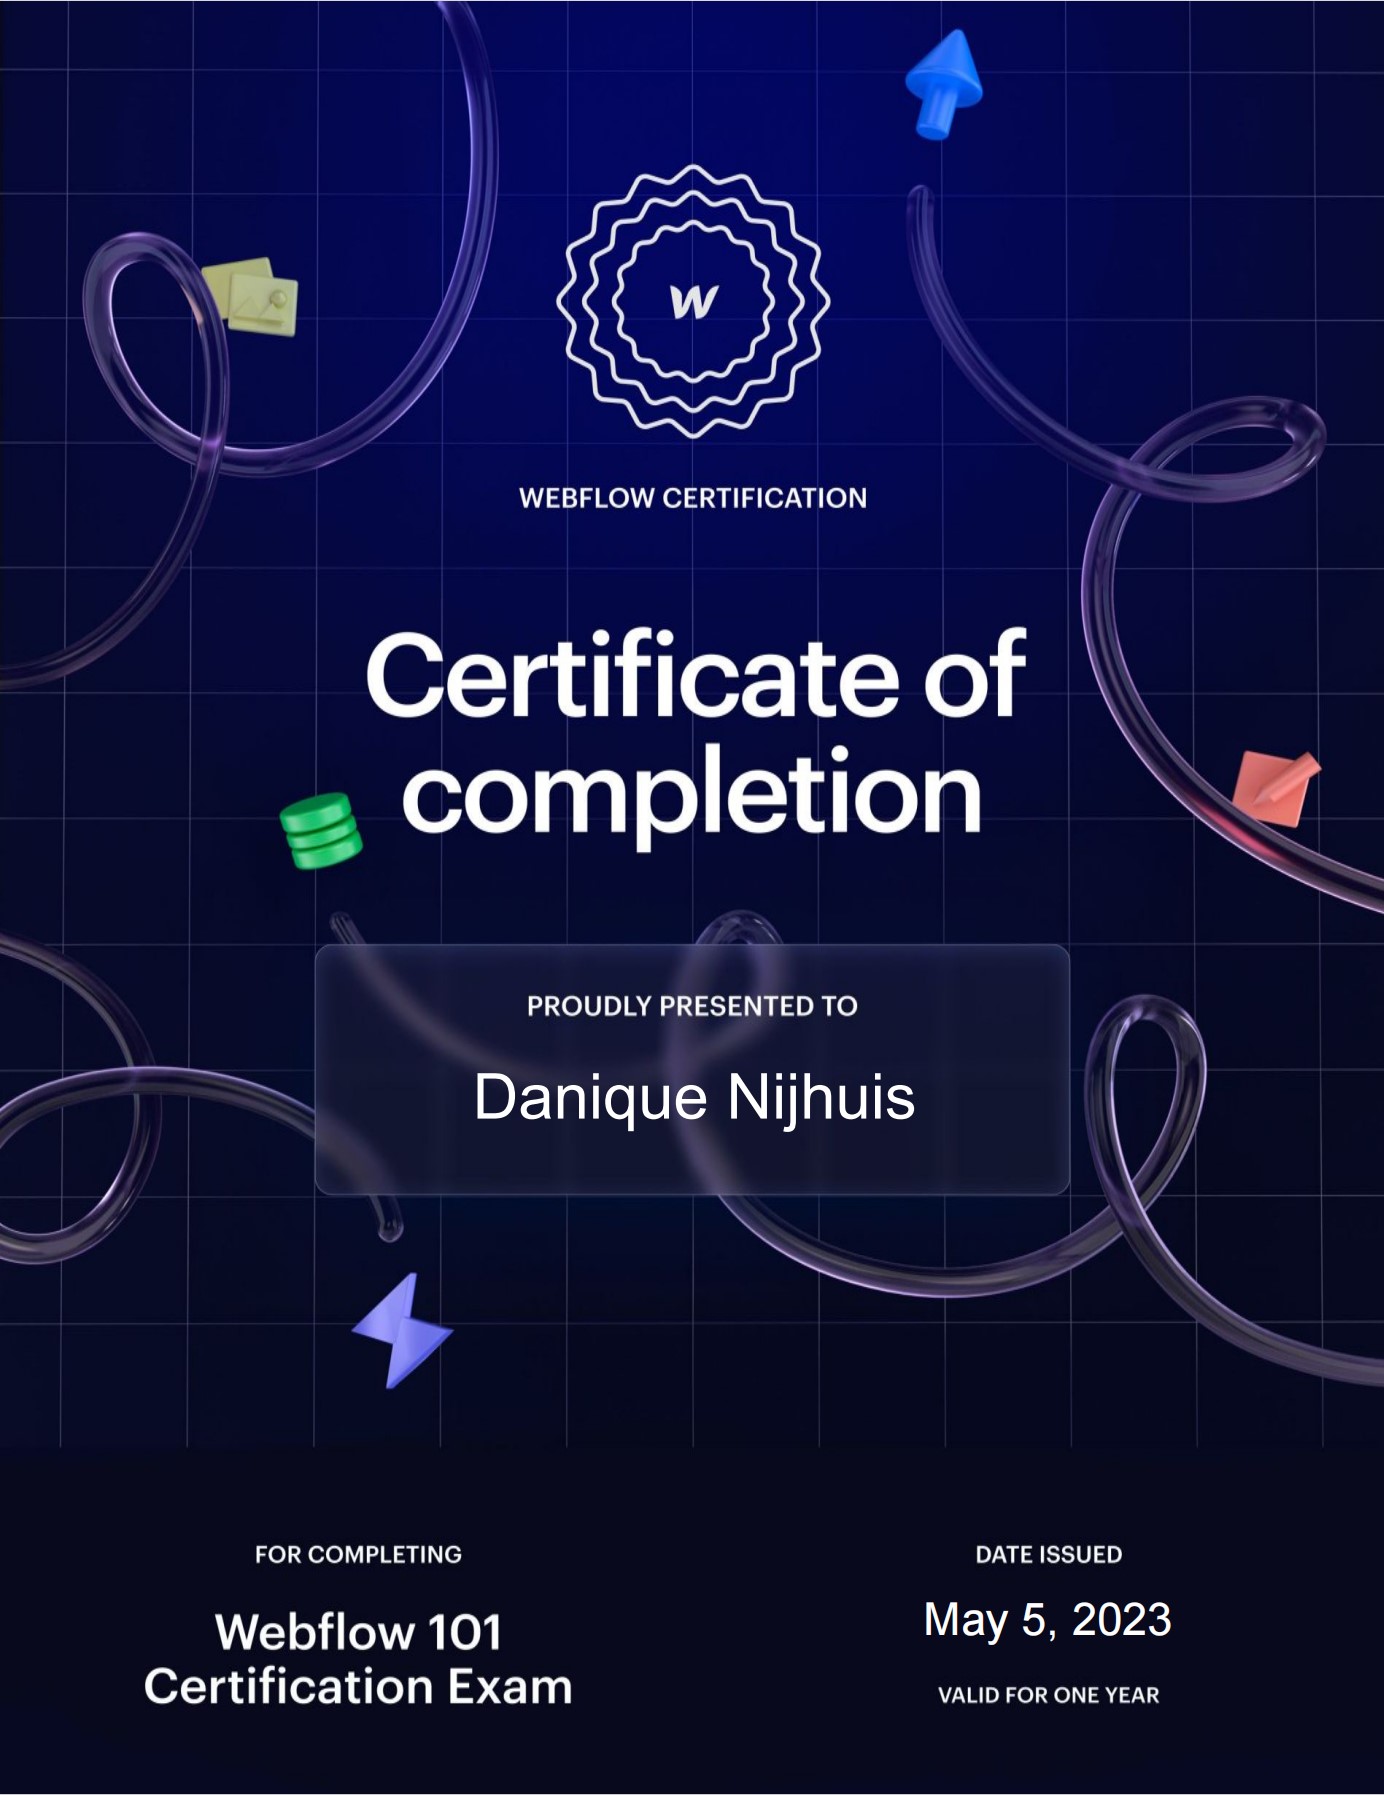 W
WEBFLOW CERTIFICATION
Certificate of
completion
PROUDLY PRESENTED TO
Danique Nijhuis
FOR COMPLETING
Webflow 101
Certification Exam
DATE ISSUED
May 5, 2023
VALID FOR ONE YEAR